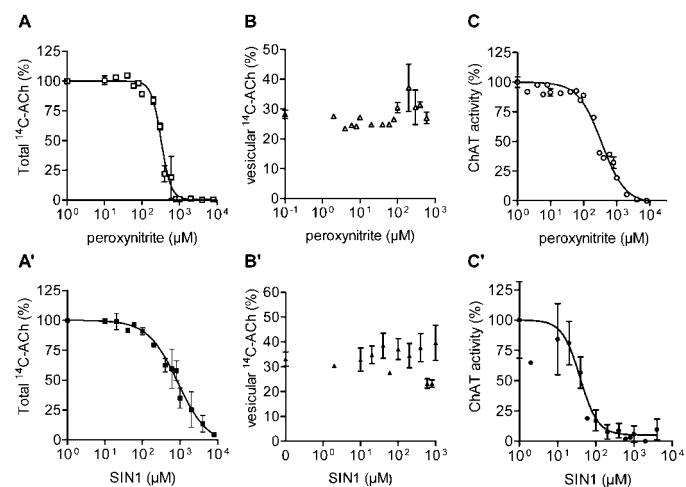 A
B
C
Total ¹⁴C-ACh (%)
125
100
75
50
25
0
10⁰ 10¹ 10² 10³ 10⁴
peroxynitrite (µM)
vesicular ¹⁴C-ACh (%)
50
40
30
20
10
0
10⁻¹ 10⁰ 10¹ 10² 10³
peroxynitrite (µM)
ChAT activity (%)
125
100
75
50
25
0
10⁰ 10¹ 10² 10³ 10⁴
peroxynitrite (µM)
A'
B'
C'
Total ¹⁴C-ACh (%)
125
100
75
50
25
0
10⁰ 10¹ 10² 10³ 10⁴
SIN1 (µM)
vesicular ¹⁴C-ACh (%)
60
50
40
30
20
10
0
0 10⁰ 10¹ 10² 10³
SIN1 (µM)
ChAT activity (%)
125
100
75
50
25
0
10⁰ 10¹ 10² 10³ 10⁴
SIN1 (µM)